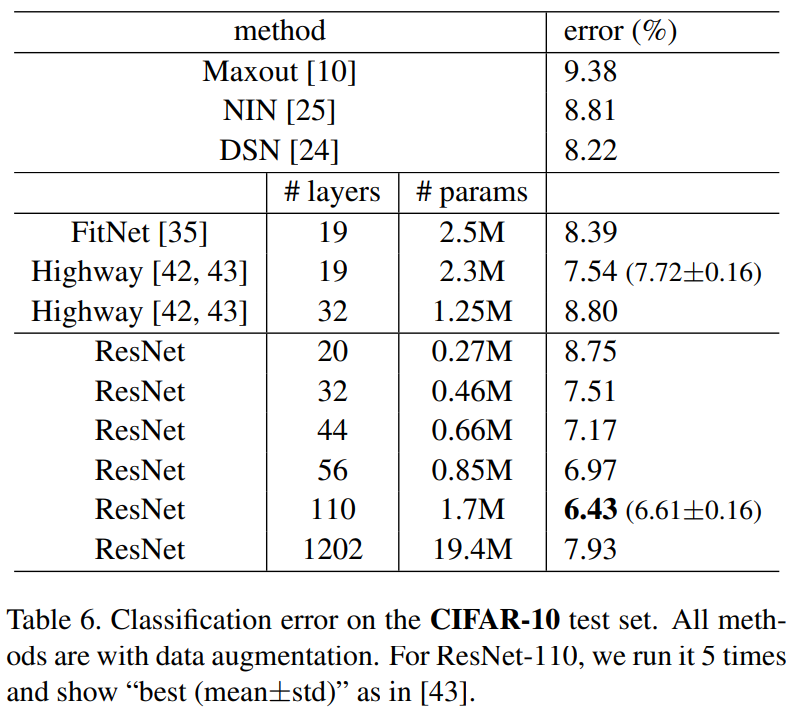 method error (%)
Maxout [10] 9.38
NIN [25] 8.81
DSN [24] 8.22
# layers # params
FitNet [35] 19 2.5M 8.39
Highway [42, 43] 19 2.3M 7.54 (7.72±0.16)
Highway [42, 43] 32 1.25M 8.80
ResNet 20 0.27M 8.75
ResNet 32 0.46M 7.51
ResNet 44 0.66M 7.17
ResNet 56 0.85M 6.97
ResNet 110 1.7M 6.43 (6.61±0.16)
ResNet 1202 19.4M 7.93
Table 6. Classification error on the CIFAR-10 test set. All meth-
ods are with data augmentation. For ResNet-110, we run it 5 times
and show “best (mean±std)” as in [43].